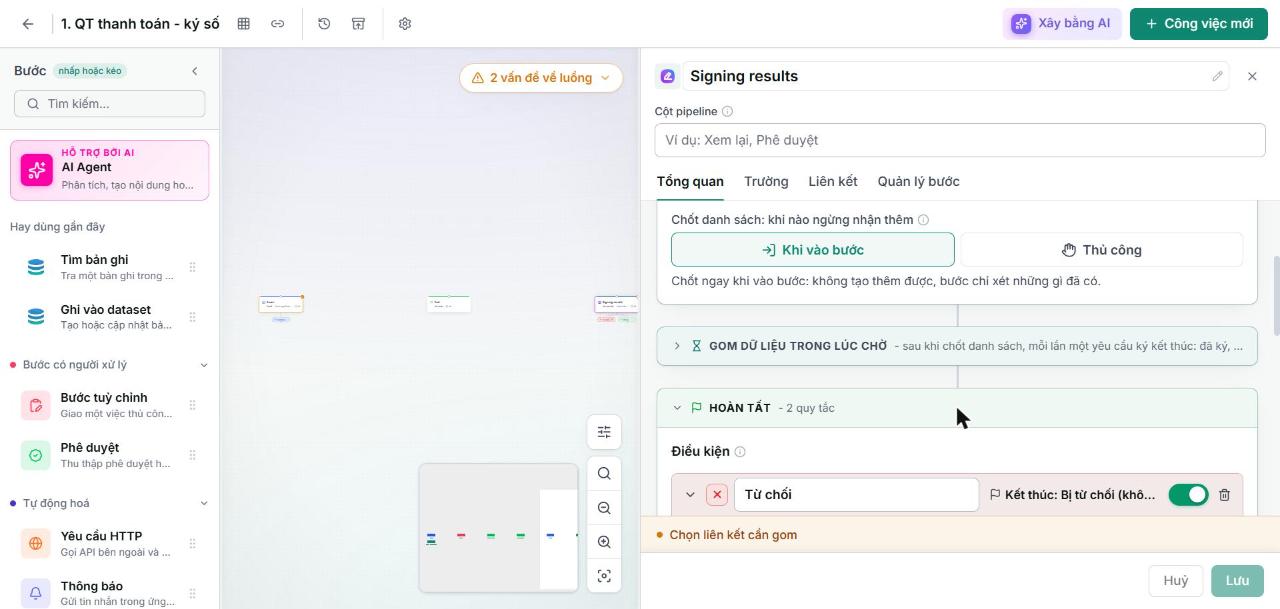 1. QT thanh toán - ký số
Xây bằng AI
Công việc mới
Bước
nhấp hoặc kéo
Tìm kiếm...
HỖ TRỢ BỞI AI
AI Agent
Phân tích, tạo nội dung ho...
Hay dùng gần đây
Tìm bản ghi
Tra một bản ghi trong ...
Ghi vào dataset
Tạo hoặc cập nhật bả...
Bước có người xử lý
Bước tuỳ chỉnh
Giao một việc thủ côn...
Phê duyệt
Thu thập phê duyệt h...
Tự động hoá
Yêu cầu HTTP
Gọi API bên ngoài và ...
Thông báo
Gửi tin nhắn trong ứng...
2 vấn đề về luồng
Signing results
Cột pipeline
Ví dụ: Xem lại, Phê duyệt
Tổng quan
Trường
Liên kết
Quản lý bước
Chốt danh sách: khi nào ngừng nhận thêm
Khi vào bước
Thủ công
Chốt ngay khi vào bước: không tạo thêm được, bước chỉ xét những gì đã có.
GOM DỮ LIỆU TRONG LÚC CHỜ - sau khi chốt danh sách, mỗi lần một yêu cầu ký kết thúc: đã ký, ...
HOÀN TẤT - 2 quy tắc
Điều kiện
Từ chối
Kết thúc: Bị từ chối (khô...
Chọn liên kết cần gom
Huỷ
Lưu